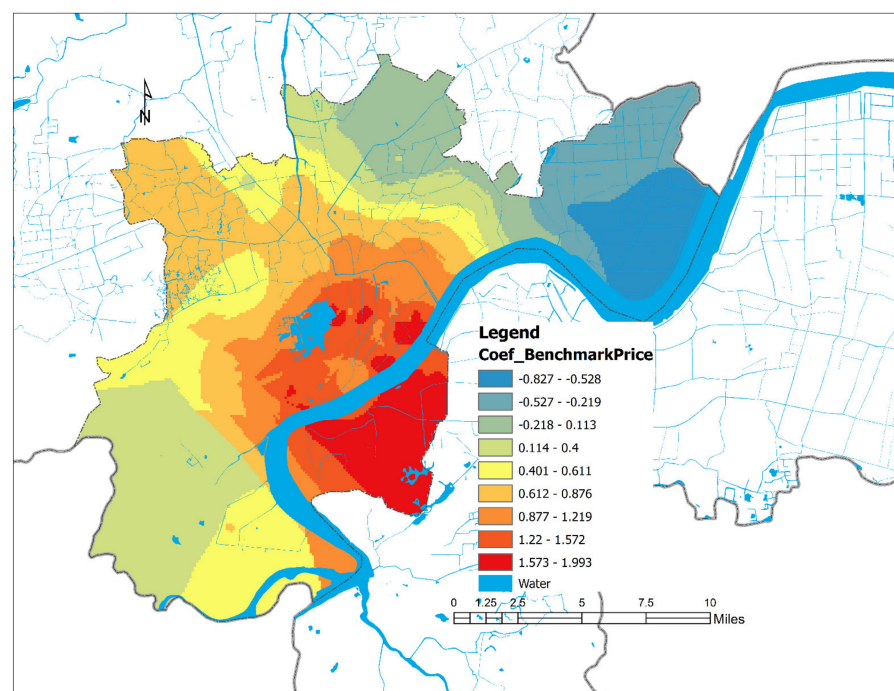 N
Legend
Coef_BenchmarkPrice
-0.827 - -0.528
-0.527 - -0.219
-0.218 - 0.113
0.114 - 0.4
0.401 - 0.611
0.612 - 0.876
0.877 - 1.219
1.22 - 1.572
1.573 - 1.993
Water
0 1.25 2.5 5 7.5 10
Miles